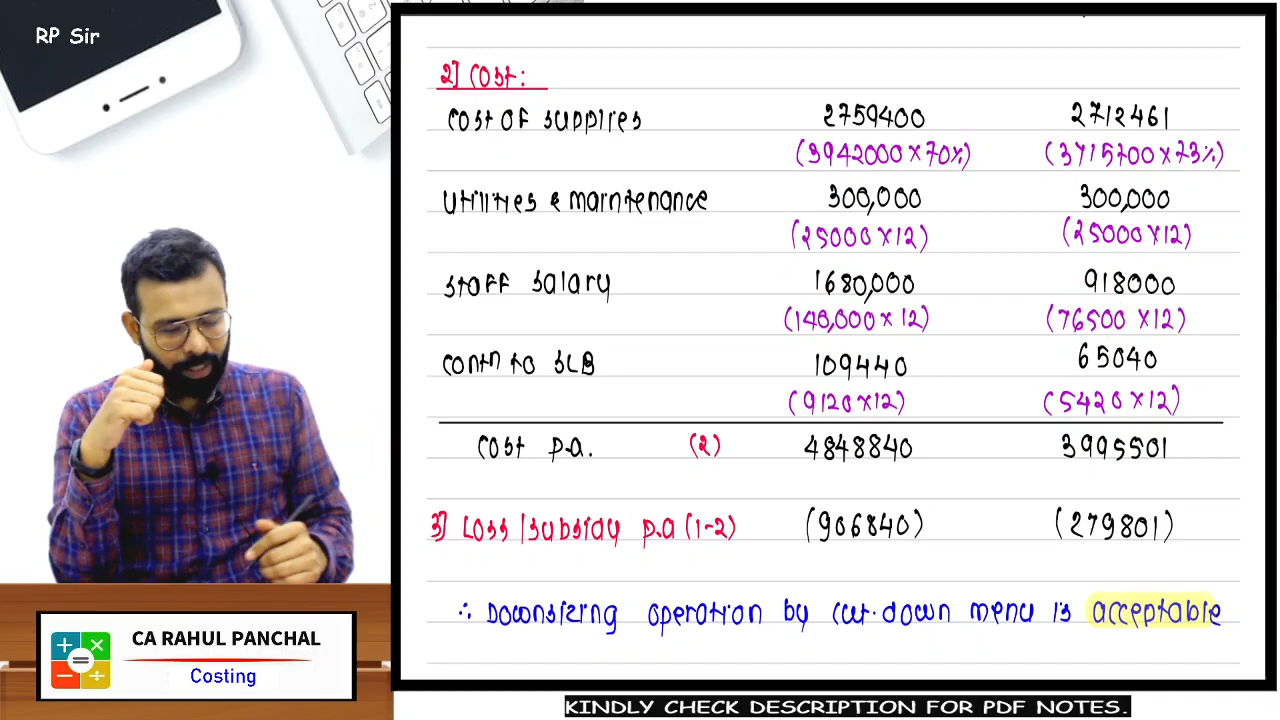 RP Sir
2] Cost:
Cost of supplies 2759400 2712461
(3942000 × 70%) (3715700 × 73%)
Utilities & maintenance 300,000 300,000
(25000 × 12) (25000 × 12)
Staff salary 1680,000 918000
(140,000 × 12) (76500 × 12)
Contn to SLB 109440 65040
(9120 × 12) (5420 × 12)
Cost p.a. (2) 4848840 3995501
3] Loss / subsidy p.a (1-2) (906840) (279801)
∴ Downsizing operation by cut-down menu is acceptable
CA RAHUL PANCHAL
Costing
KINDLY CHECK DESCRIPTION FOR PDF NOTES.